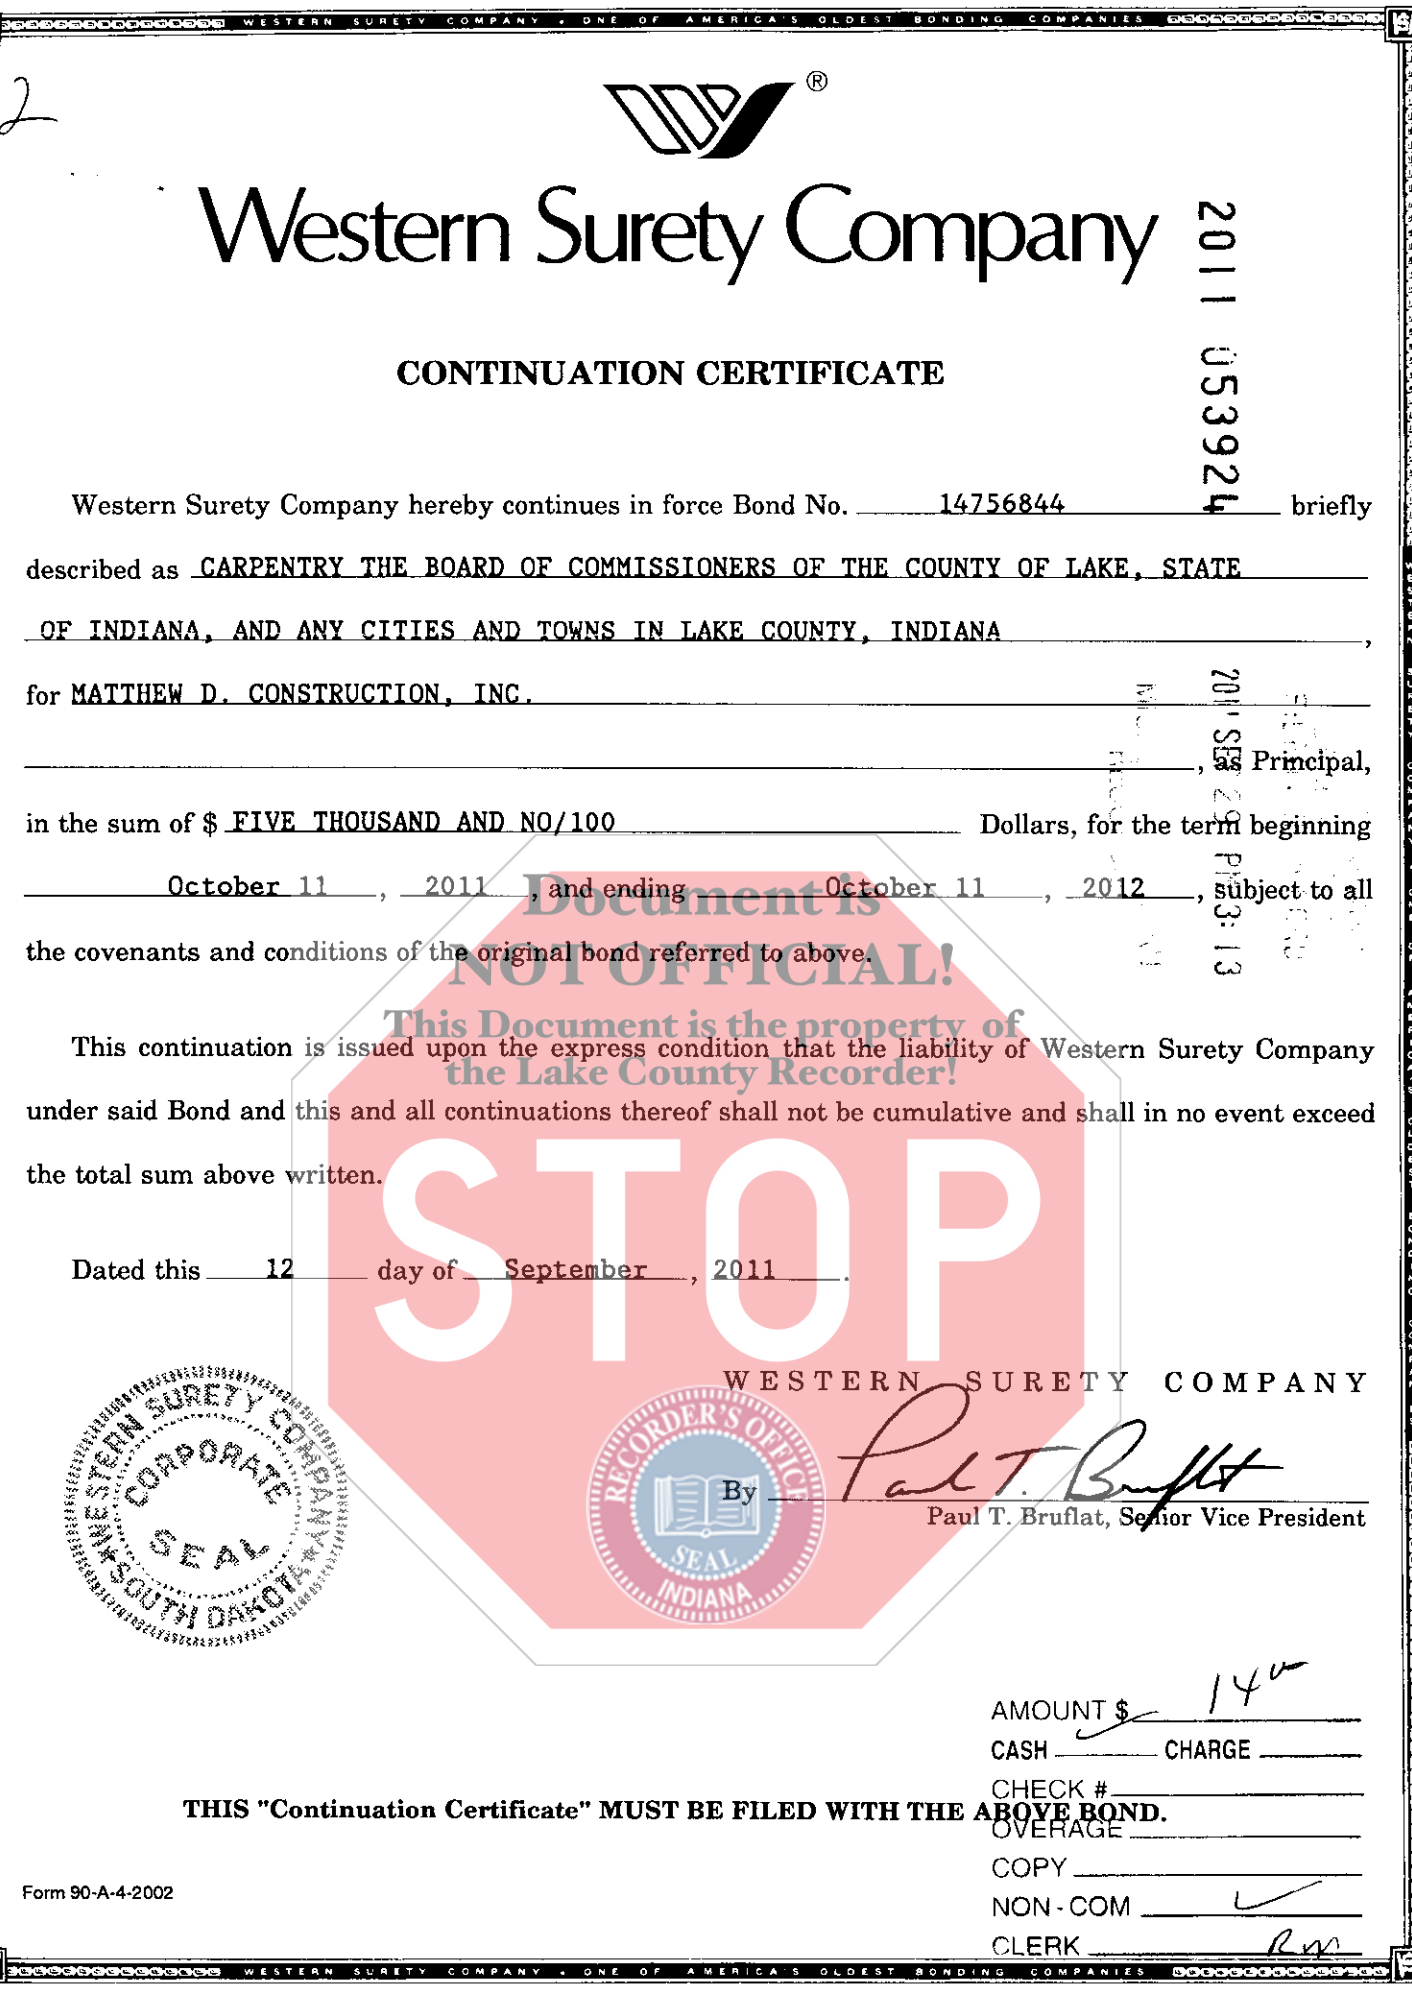 WESTERN SURETY COMPANY • ONE OF AMERICA'S OLDEST BONDING COMPANIES
2
®
Western Surety Company
2011 053924
CONTINUATION CERTIFICATE
Western Surety Company hereby continues in force Bond No. 14756844 briefly
described as CARPENTRY THE BOARD OF COMMISSIONERS OF THE COUNTY OF LAKE, STATE
OF INDIANA, AND ANY CITIES AND TOWNS IN LAKE COUNTY, INDIANA,
for MATTHEW D. CONSTRUCTION, INC.
, as Principal,
in the sum of $ FIVE THOUSAND AND NO/100 Dollars, for the term beginning
October 11, 2011, and ending October 11, 2012, subject to all
the covenants and conditions of the original bond referred to above.
2011 SEP 29 PM 3:13
Document is
NOT OFFICIAL!
This Document is the property of
the Lake County Recorder!
This continuation is issued upon the express condition that the liability of Western Surety Company
under said Bond and this and all continuations thereof shall not be cumulative and shall in no event exceed
the total sum above written.
STOP
Dated this 12 day of September, 2011.
WESTERN SURETY COMPANY
By Paul T. Bruflat
Paul T. Bruflat, Senior Vice President
WESTERN SURETY COMPANY
CORPORATE
SEAL
SOUTH DAKOTA
RECORDER'S OFFICE
SEAL
INDIANA
AMOUNT $ 14
CASH CHARGE
CHECK #
THIS "Continuation Certificate" MUST BE FILED WITH THE ABOVE BOND.
OVERAGE
COPY
Form 90-A-4-2002
NON-COM
CLERK RM
WESTERN SURETY COMPANY • ONE OF AMERICA'S OLDEST BONDING COMPANIES